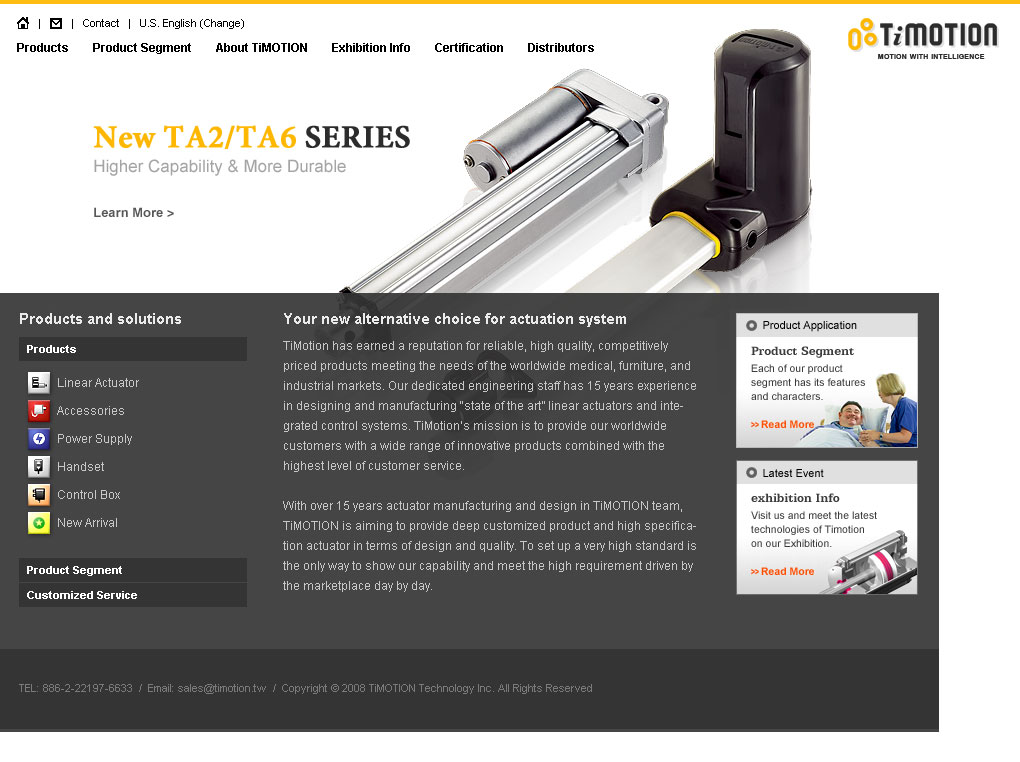 | | Contact | U.S. English (Change)
Products Product Segment About TiMOTION Exhibition Info Certification Distributors
TiMOTION
MOTION WITH INTELLIGENCE
New TA2/TA6 SERIES
Higher Capability & More Durable
Learn More >
Products and solutions
Products
Linear Actuator
Accessories
Power Supply
Handset
Control Box
New Arrival
Product Segment
Customized Service
Your new alternative choice for actuation system
TiMotion has earned a reputation for reliable, high quality, competitively
priced products meeting the needs of the worldwide medical, furniture, and
industrial markets. Our dedicated engineering staff has 15 years experience
in designing and manufacturing "state of the art" linear actuators and inte-
grated control systems. TiMotion's mission is to provide our worldwide
customers with a wide range of innovative products combined with the
highest level of customer service.
With over 15 years actuator manufacturing and design in TiMOTION team,
TiMOTION is aiming to provide deep customized product and high specifica-
tion actuator in terms of design and quality. To set up a very high standard is
the only way to show our capability and meet the high requirement driven by
the marketplace day by day.
Product Application
Product Segment
Each of our product
segment has its features
and characters.
>> Read More
Latest Event
exhibition Info
Visit us and meet the latest
technologies of Timotion
on our Exhibition.
>> Read More
TEL: 886-2-22197-6633 / Email: sales@timotion.tw / Copyright © 2008 TiMOTION Technology Inc. All Rights Reserved